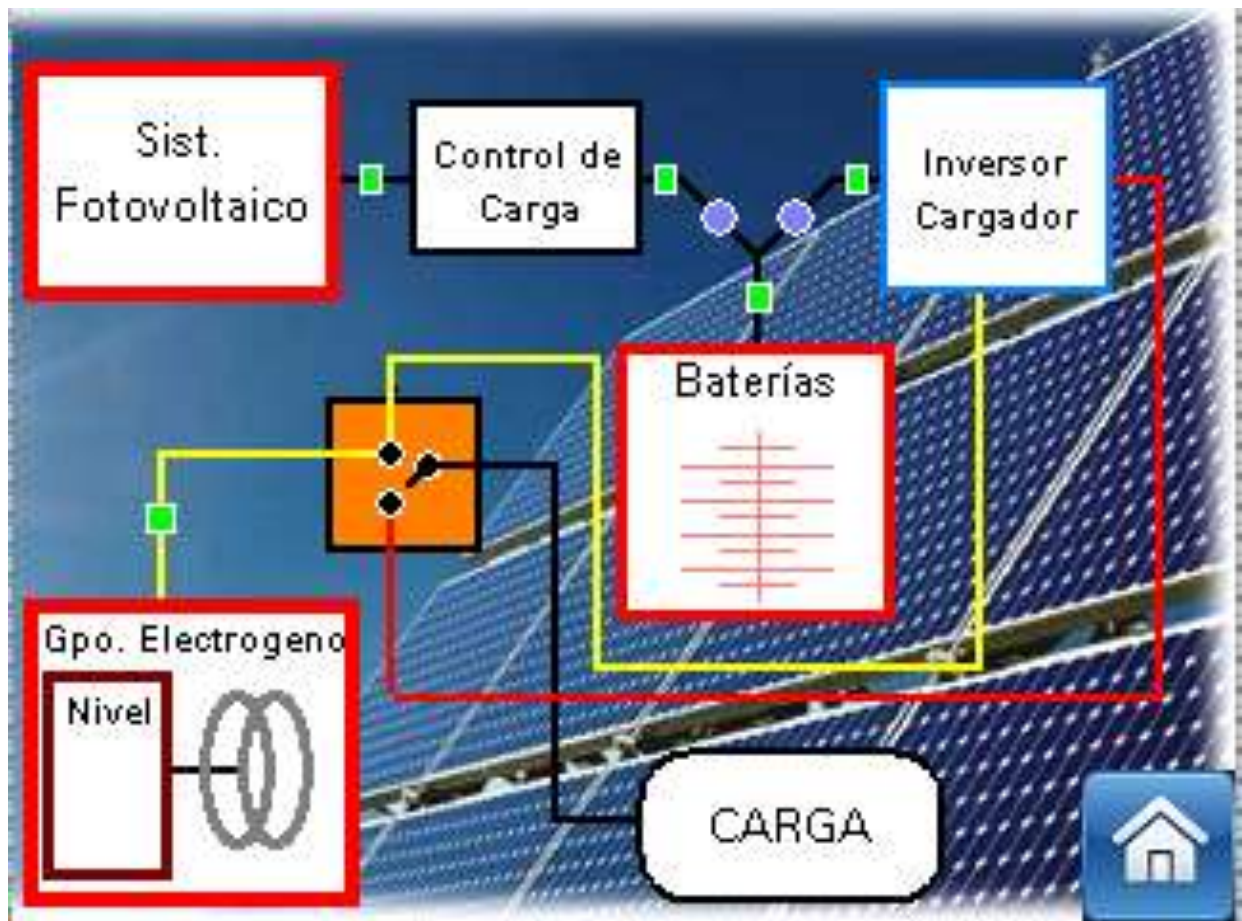 Sist.
Fotovoltaico
Control de
Carga
Inversor
Cargador
Baterías
Gpo. Electrogeno
Nivel
CARGA